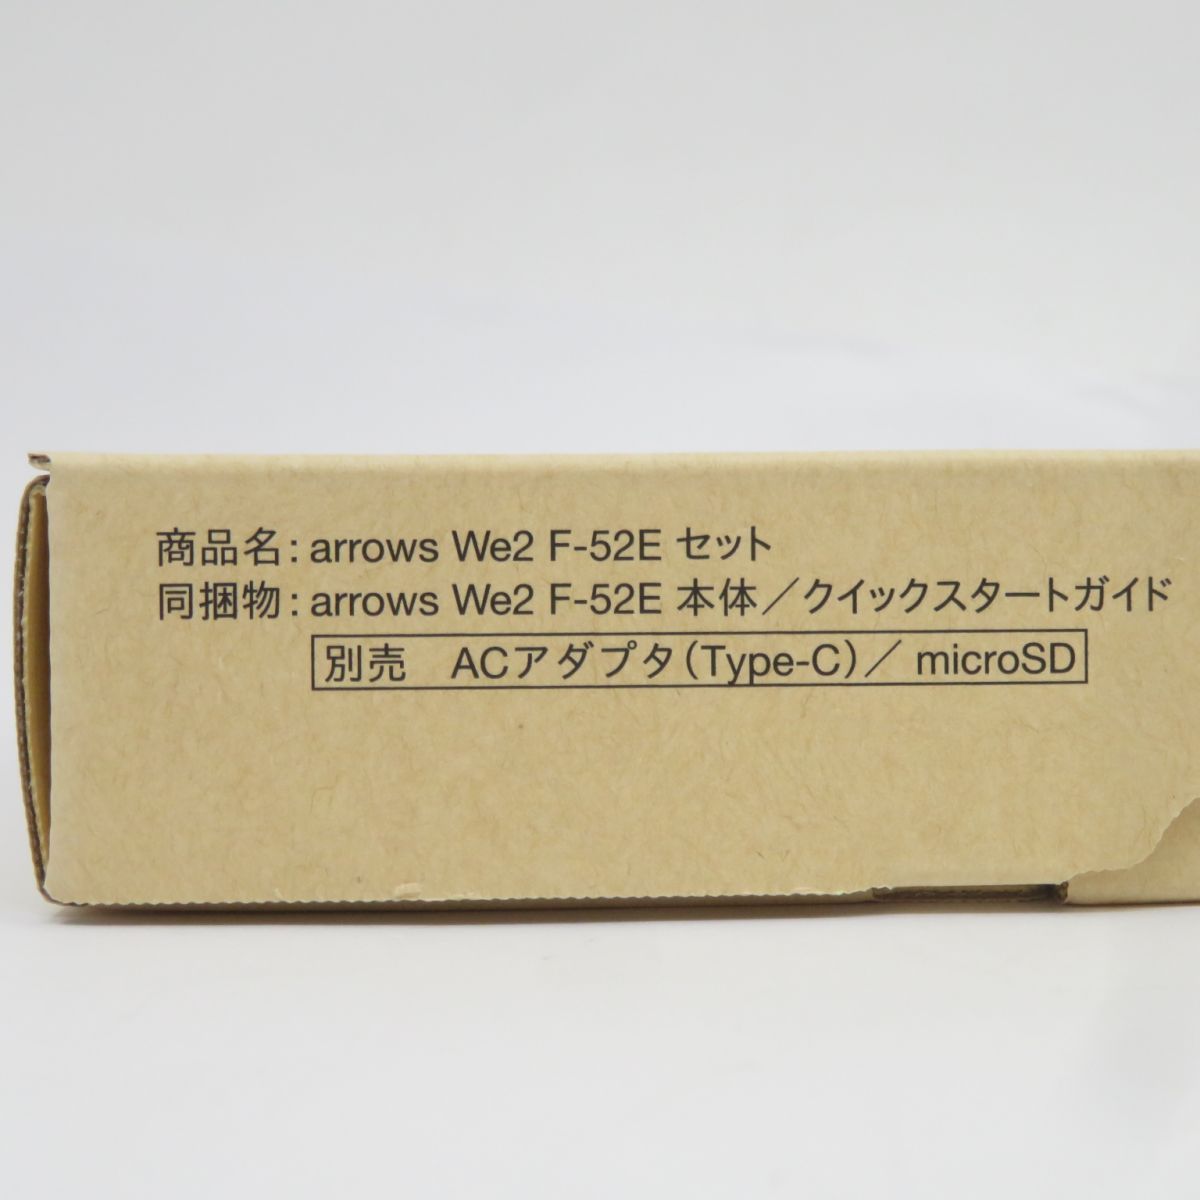 商品名：arrows We2 F-52E セット
同捆物：arrows We2 F-52E 本体／クイックスタートガイド
別売　ACアダプタ（Type-C）／ microSD